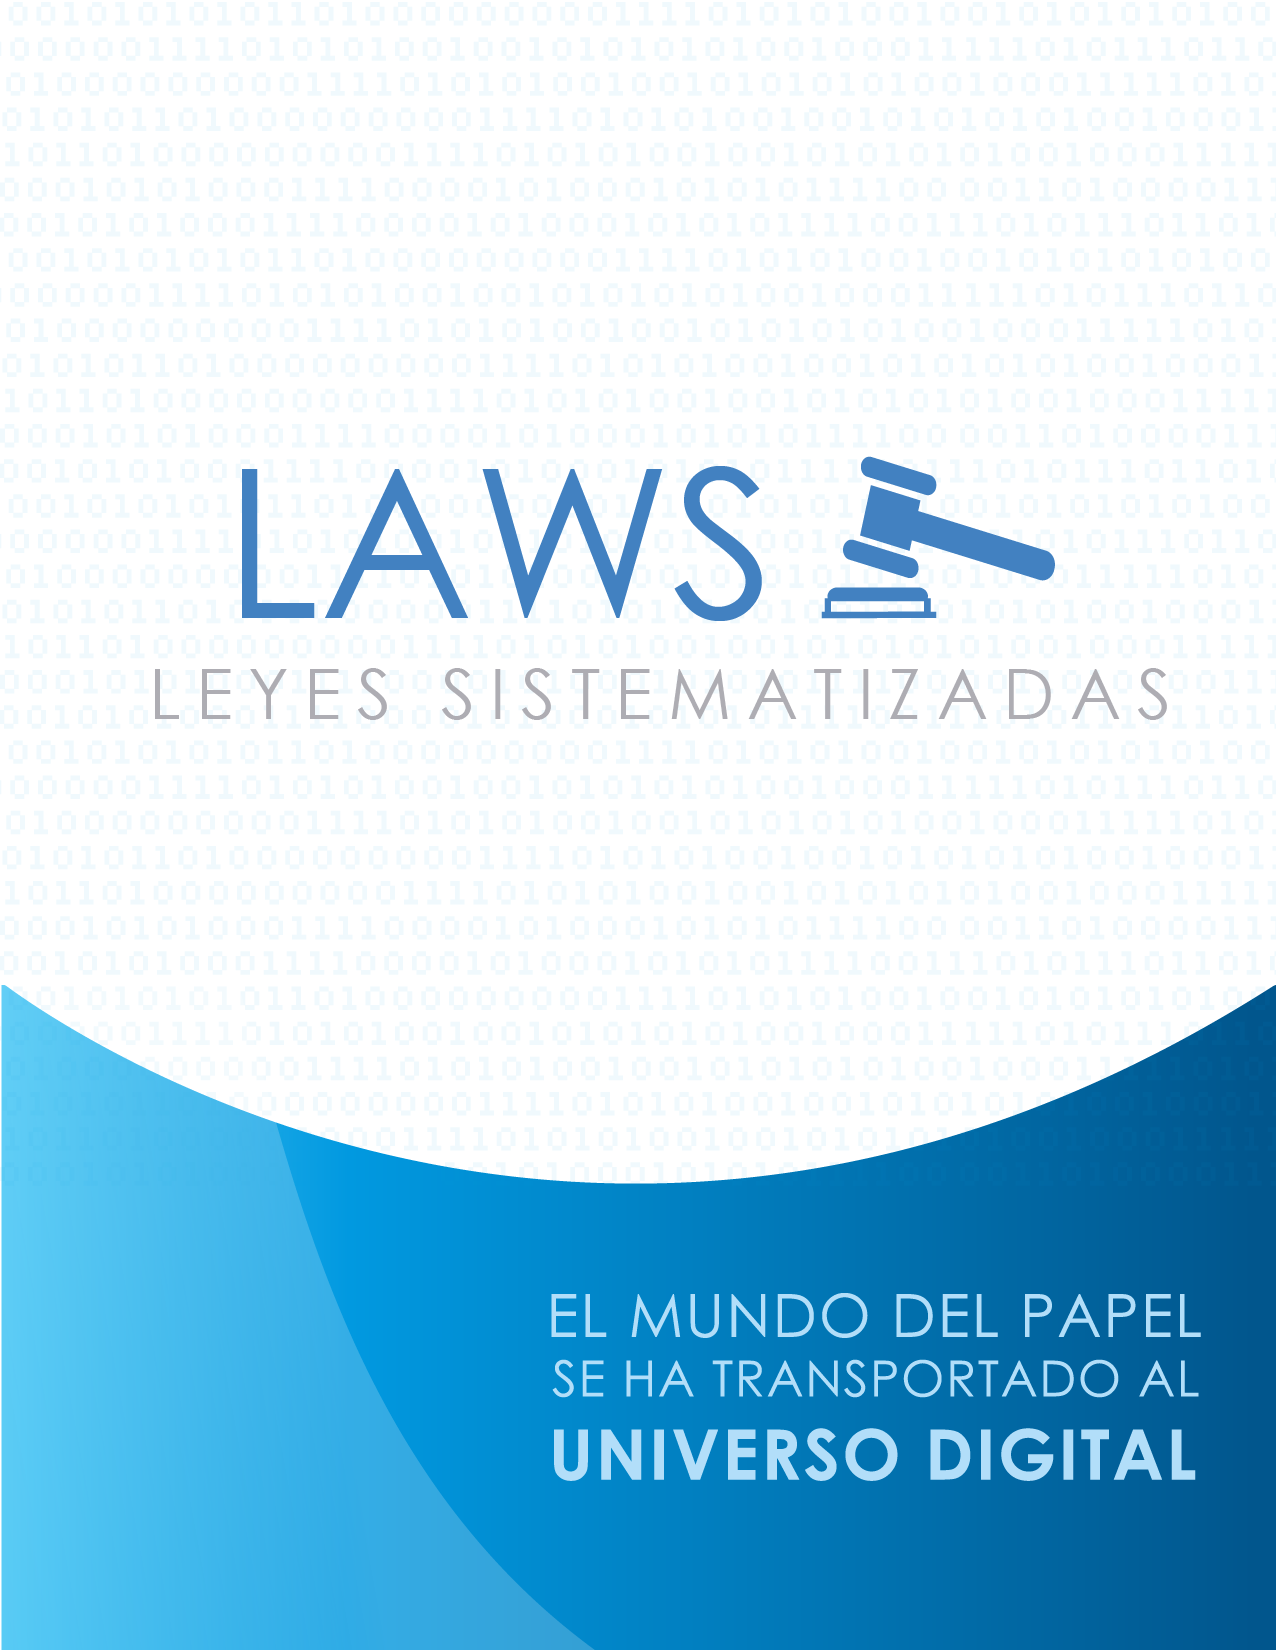 LAWS
LEYES SISTEMATIZADAS
EL MUNDO DEL PAPEL
SE HA TRANSPORTADO AL
UNIVERSO DIGITAL